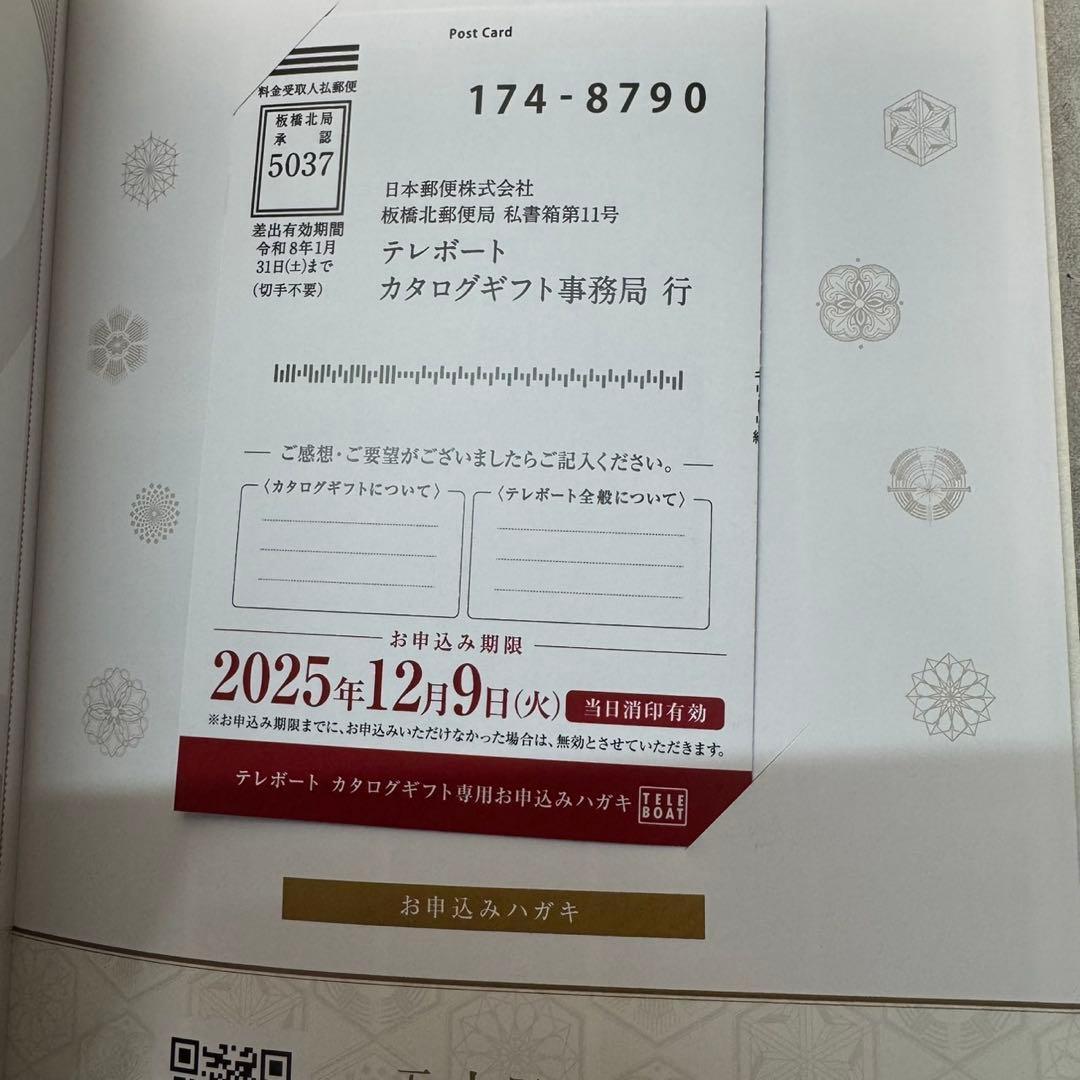 Post Card
料金受取人払郵便
174-8790
板橋北局
承 認
5037
差出有効期間
令和8年1月
31日(土)まで
(切手不要)
日本郵便株式会社
板橋北郵便局 私書箱第11号
テレボート
カタログギフト事務局 行
ご感想・ご要望がございましたらご記入ください。
〈カタログギフトについて〉
〈テレボート全般について〉
お申込み期限
2025年12月9日(火) 当日消印有効
※お申込み期限までに、お申込みいただけなかった場合は、無効とさせていただきます。
テレボート カタログギフト専用お申込みハガキ
TELE
BOAT
お申込みハガキ